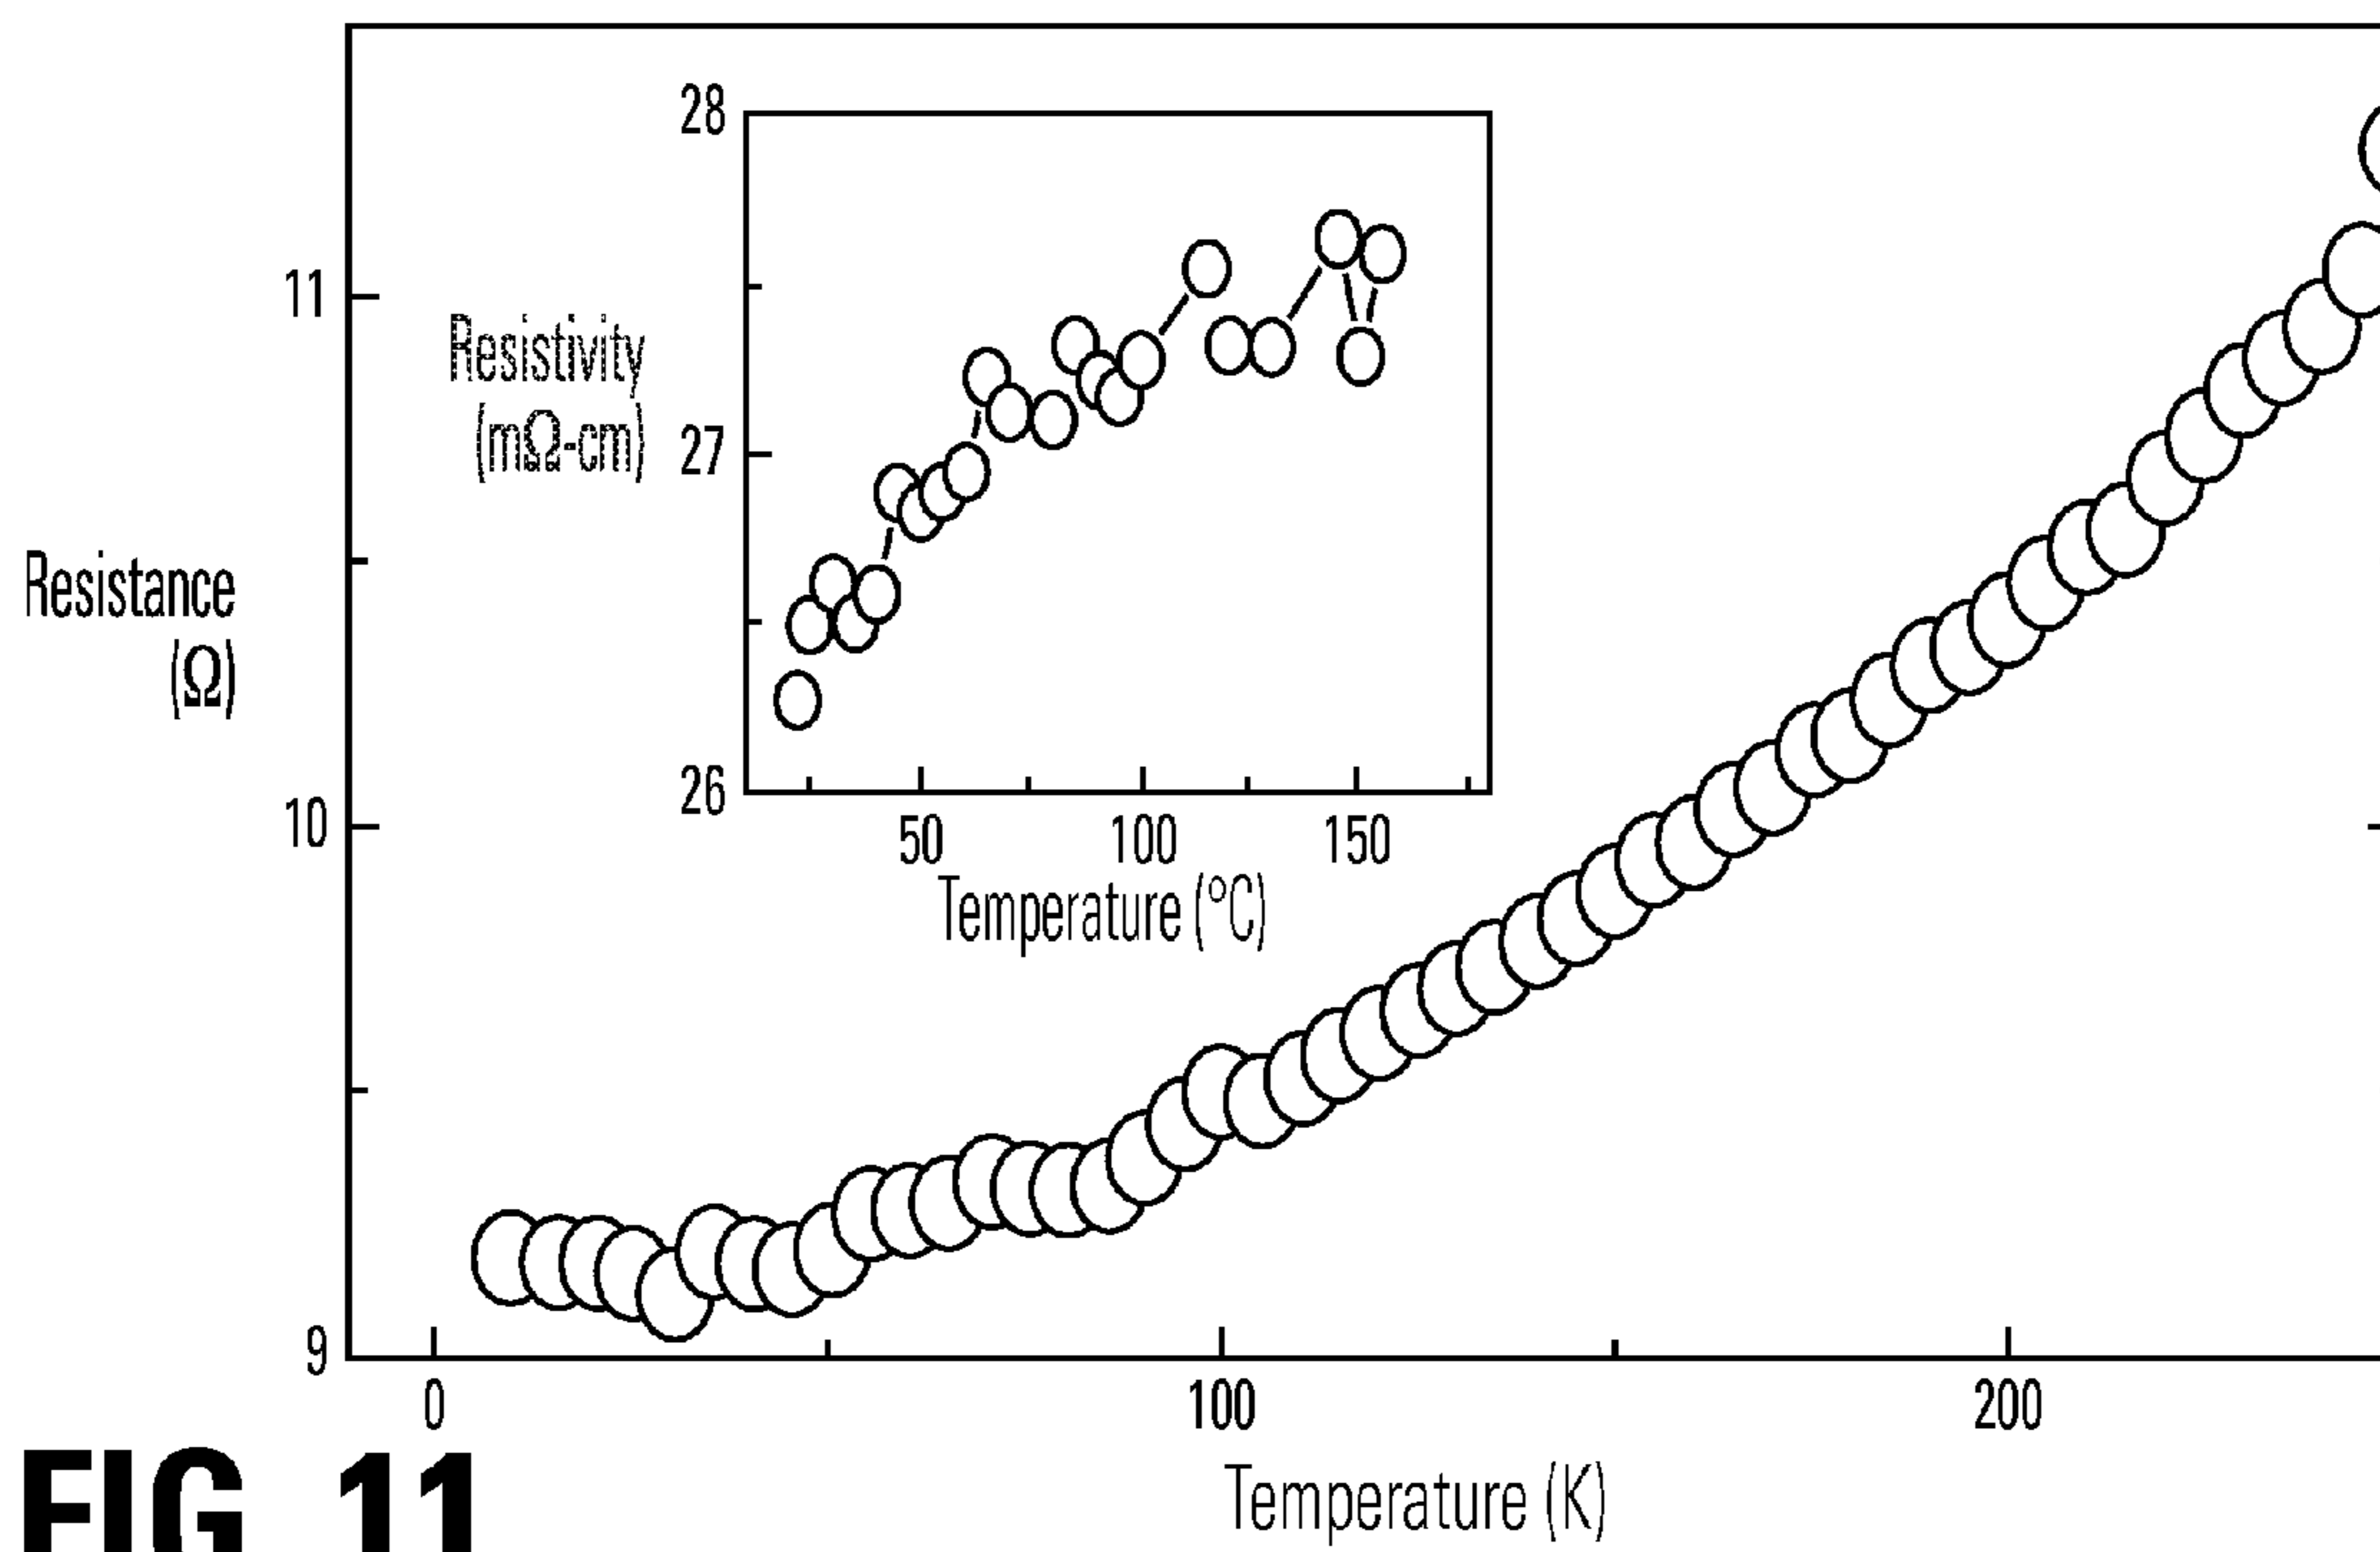 28
11
Resistivity
(mΩ-cm)
27
Resistance
(Ω)
26
10
50 100 150
Temperature (°C)
9
0 100 200
Temperature (K)
FIG 11